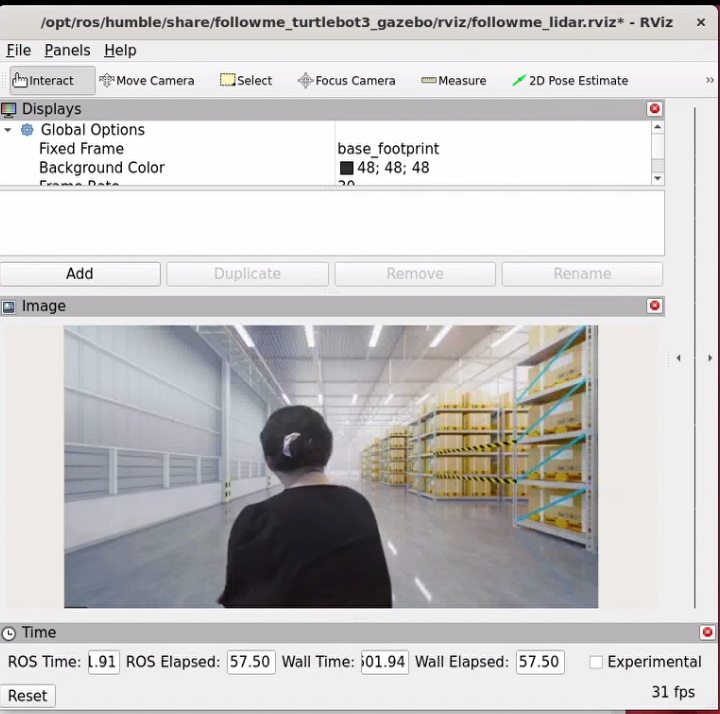 /opt/ros/humble/share/followme_turtlebot3_gazebo/rviz/followme_lidar.rviz* - RViz
File Panels Help
Interact Move Camera Select Focus Camera Measure 2D Pose Estimate »
Displays
Global Options
Fixed Frame base_footprint
Background Color 48; 48; 48
Frame Rate 30
Add Duplicate Remove Rename
Image
Time
ROS Time: 1.91 ROS Elapsed: 57.50 Wall Time: 501.94 Wall Elapsed: 57.50 Experimental
Reset 31 fps